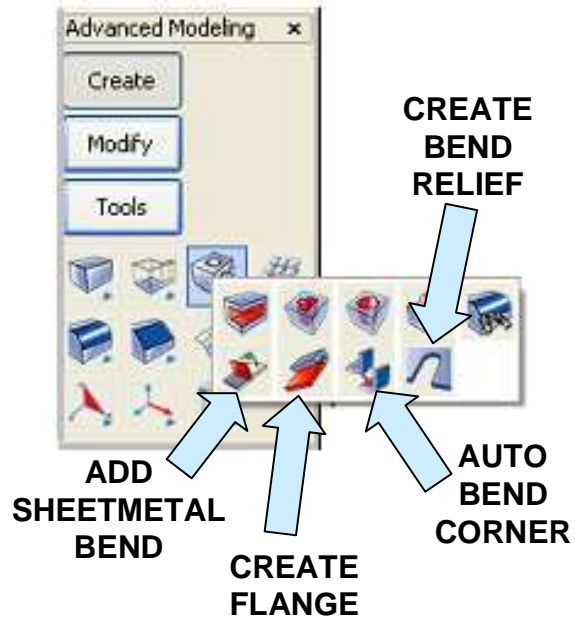 Advanced Modeling ×
Create
Modify
Tools
CREATE
BEND
RELIEF
ADD
SHEETMETAL
BEND
CREATE
FLANGE
AUTO
BEND
CORNER